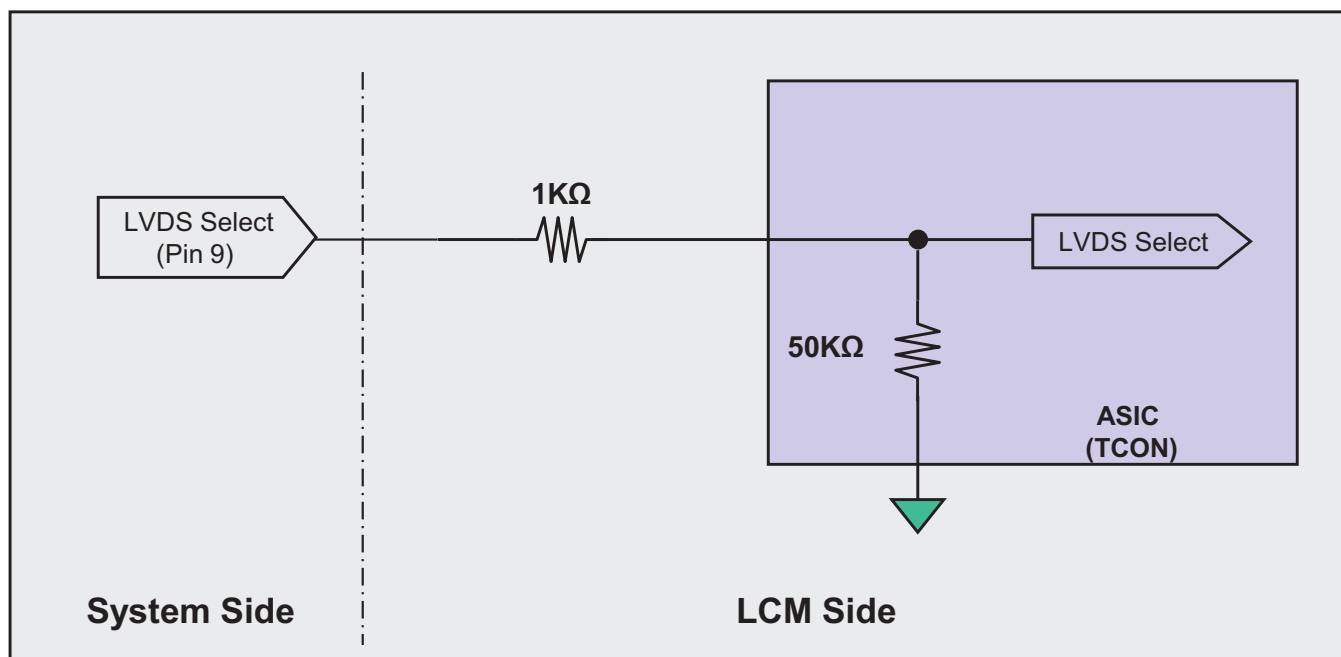 1KΩ
LVDS Select
(Pin 9)
LVDS Select
50KΩ
ASIC
(TCON)
System Side
LCM Side